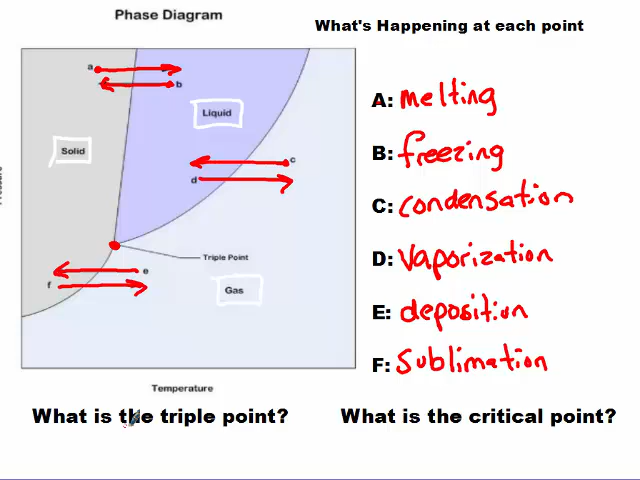 Phase Diagram
What's Happening at each point
a
b
Liquid
Solid
c
d
Triple Point
e
f
Gas
Temperature
A: melting
B: freezing
C: condensation
D: vaporization
E: deposition
F: sublimation
What is the triple point?
What is the critical point?